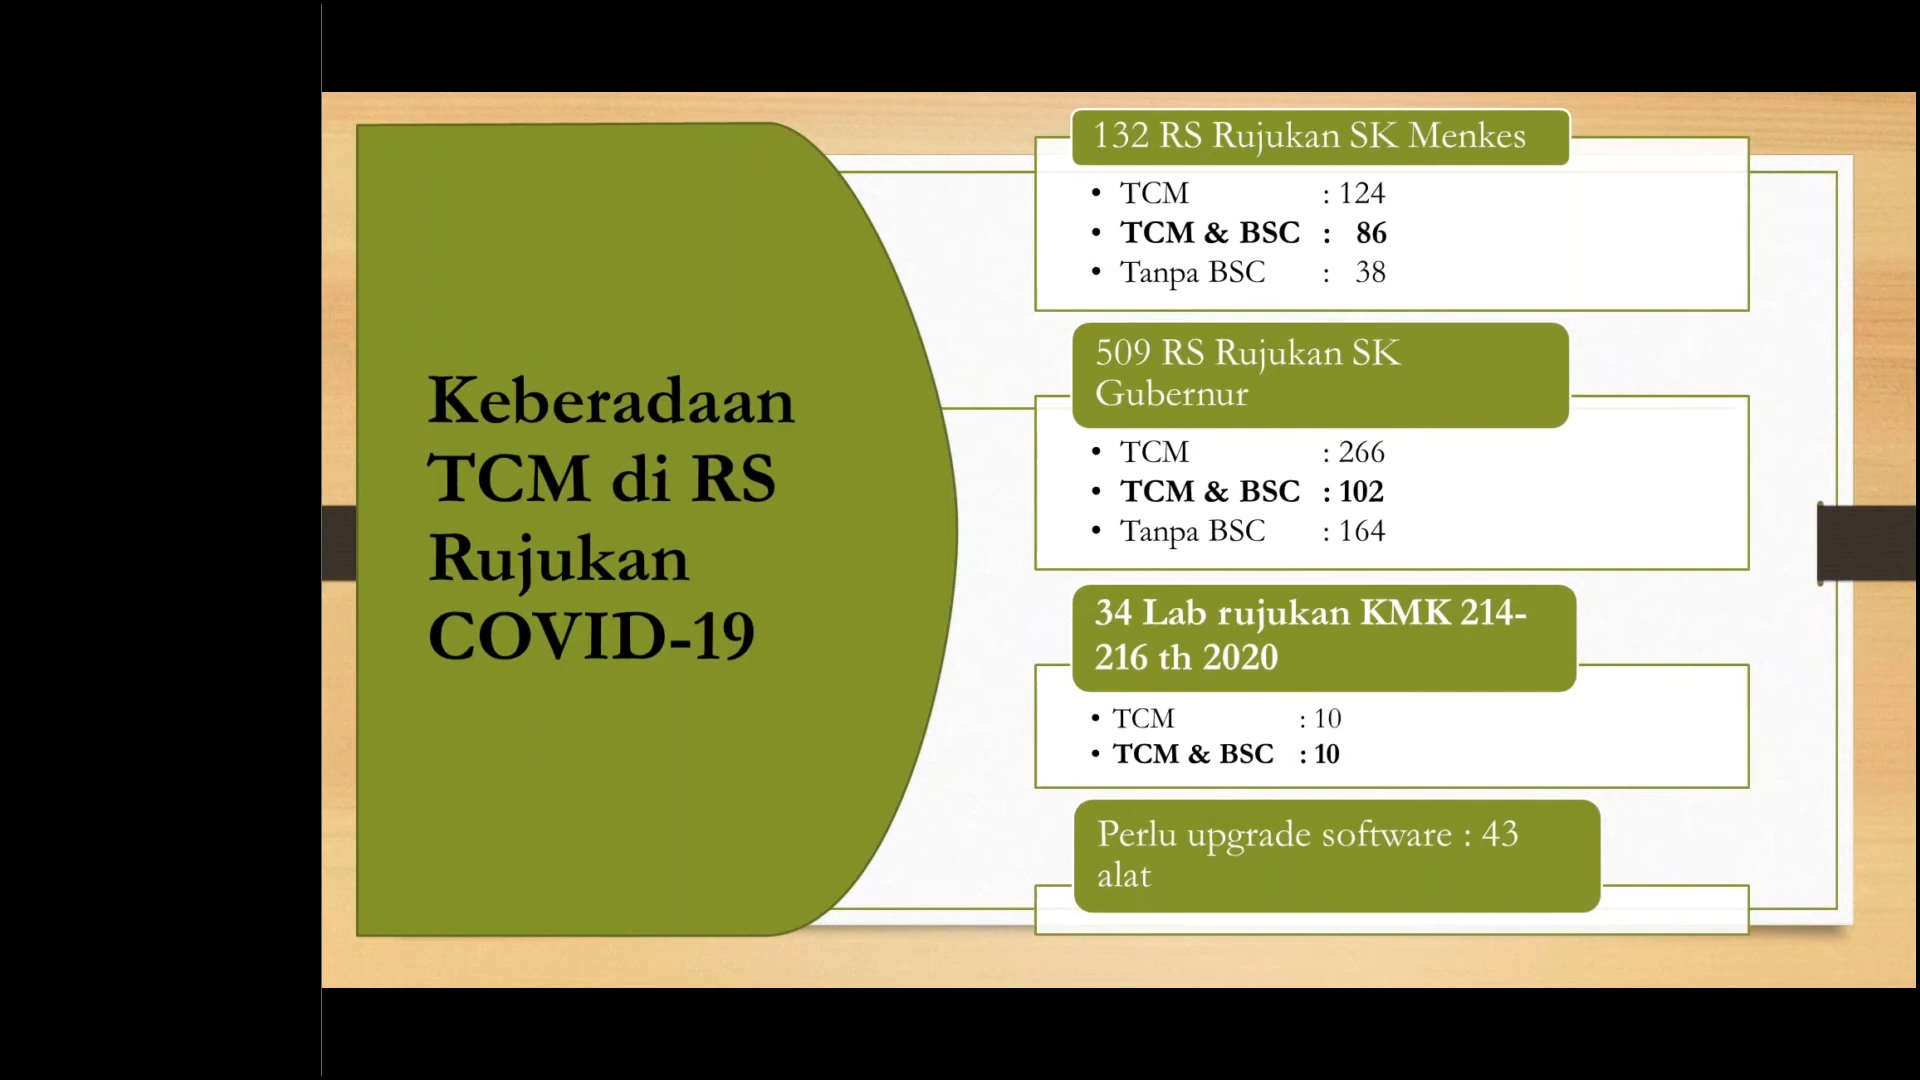 Keberadaan
TCM di RS
Rujukan
COVID-19
132 RS Rujukan SK Menkes
• TCM : 124
• TCM & BSC : 86
• Tanpa BSC : 38
509 RS Rujukan SK
Gubernur
• TCM : 266
• TCM & BSC : 102
• Tanpa BSC : 164
34 Lab rujukan KMK 214-
216 th 2020
• TCM : 10
• TCM & BSC : 10
Perlu upgrade software : 43
alat